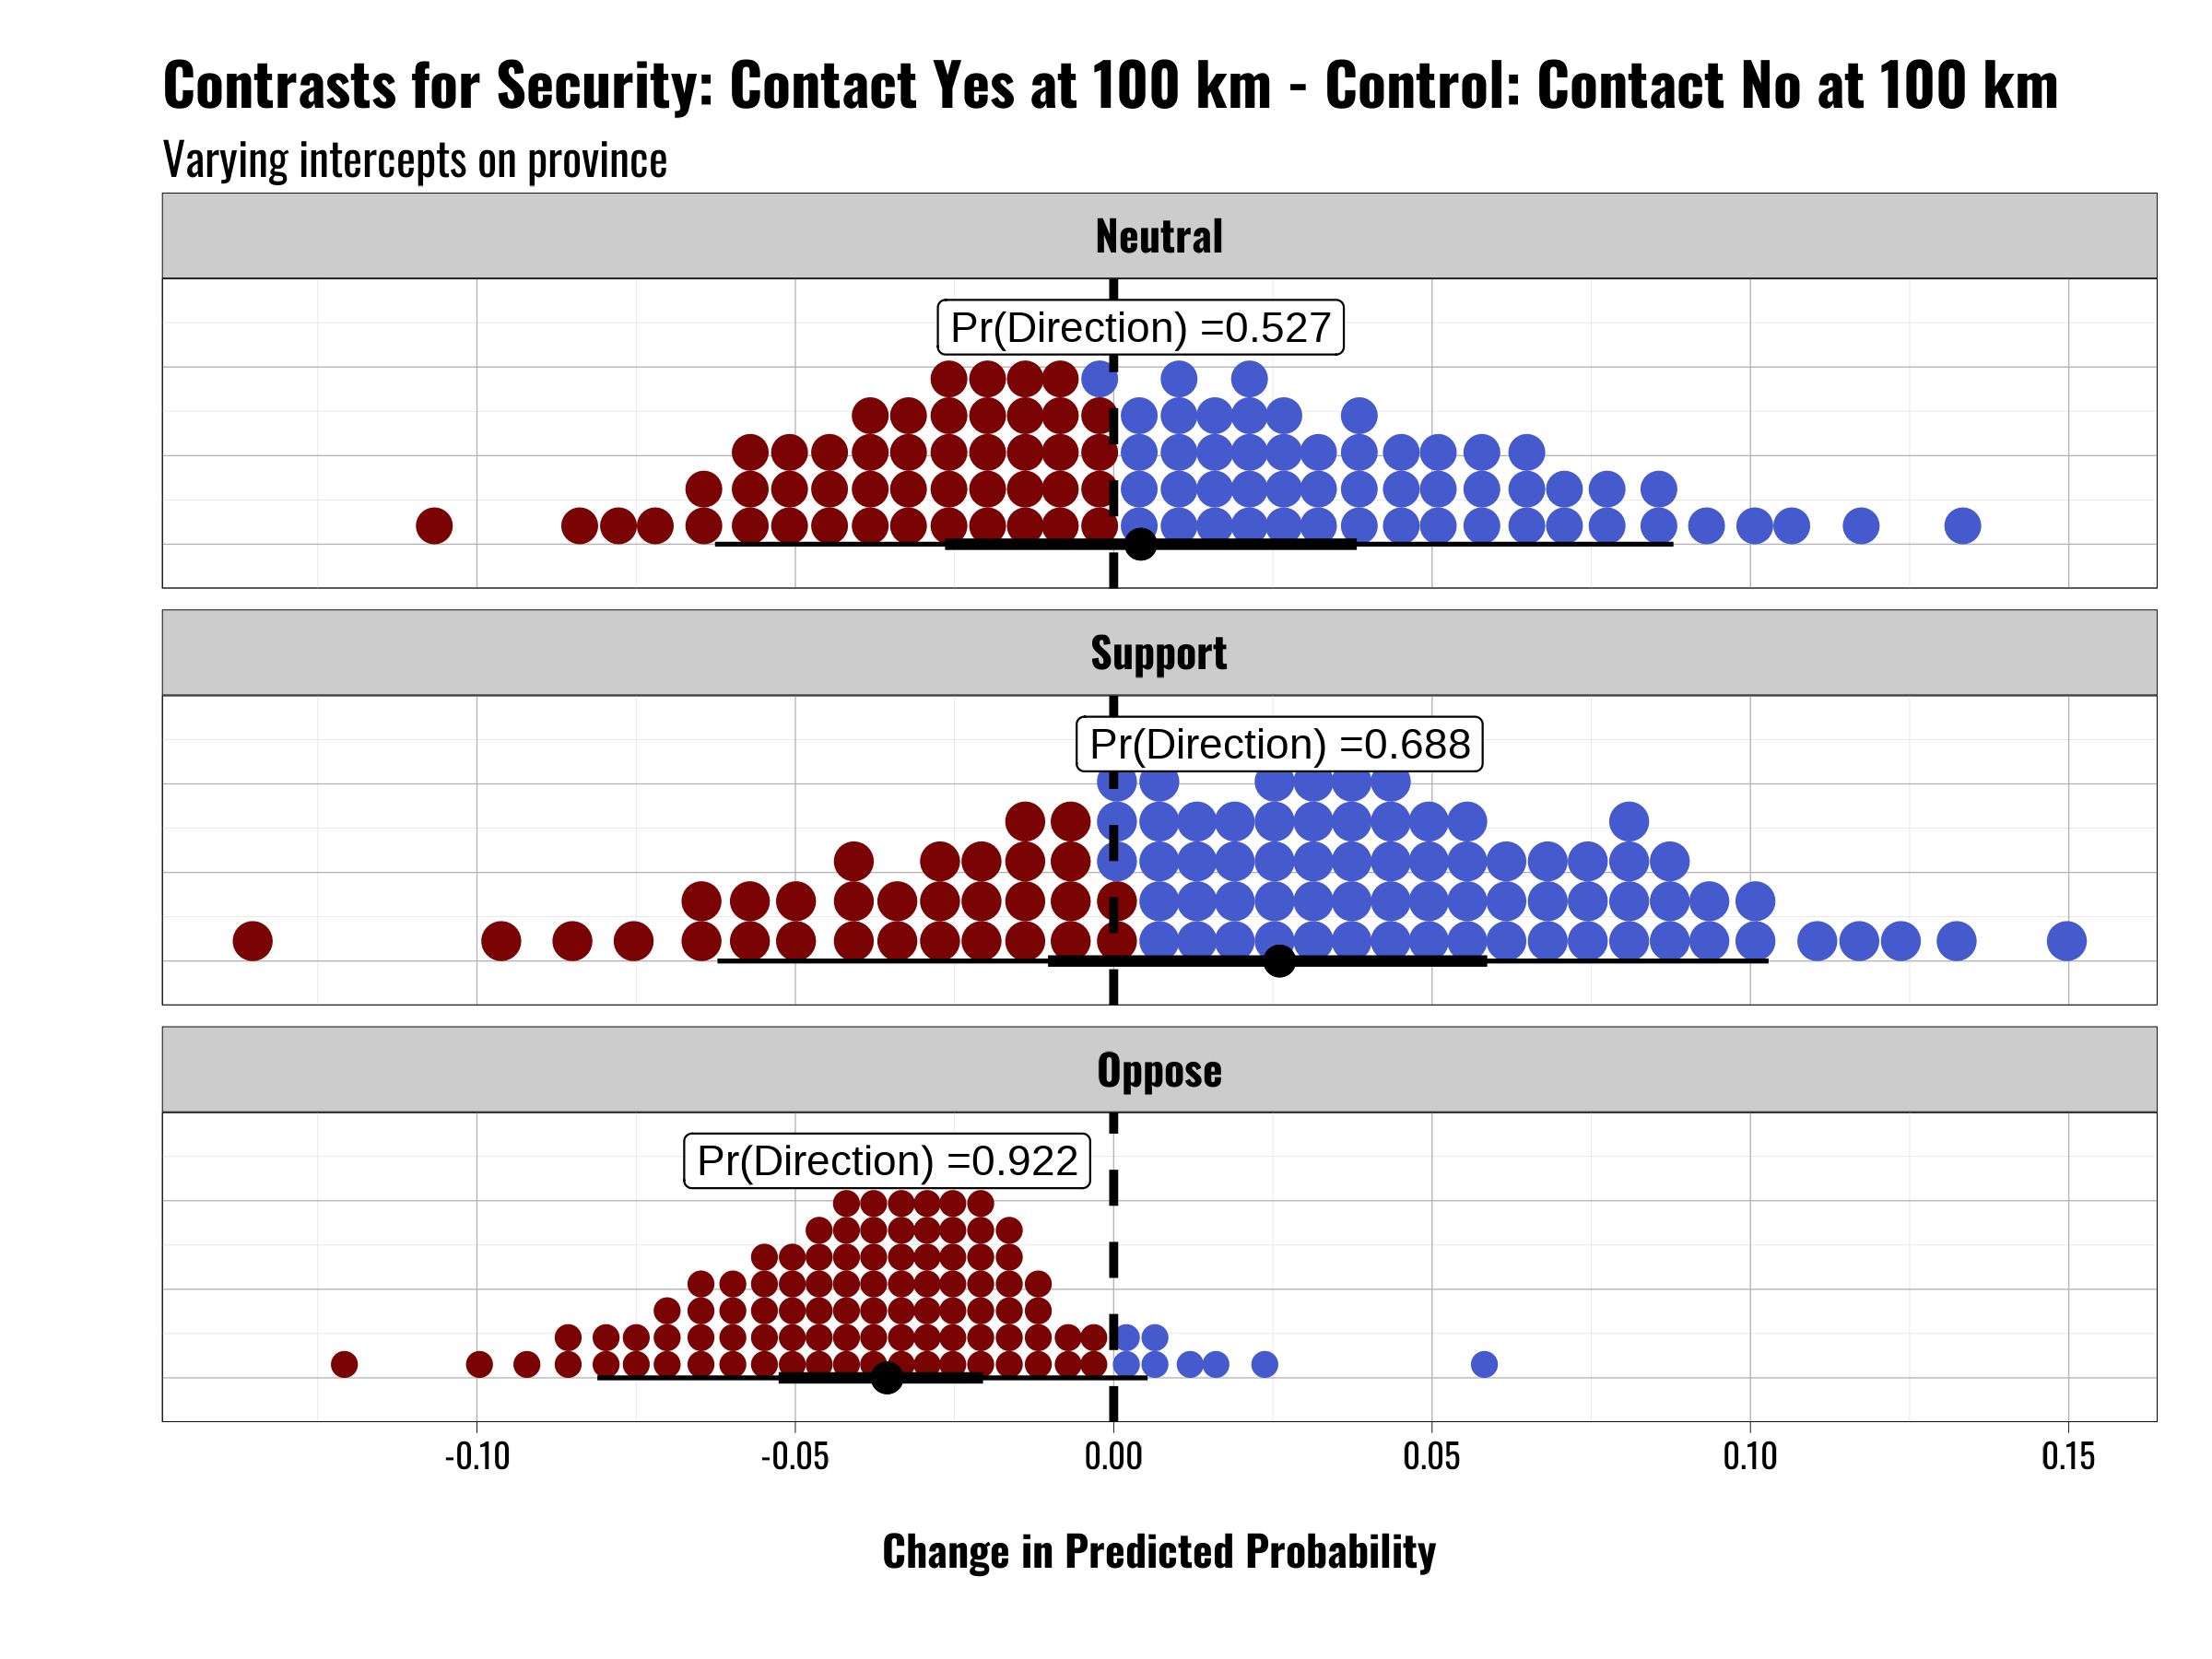 Contrasts for Security: Contact Yes at 100 km - Control: Contact No at 100 km
Varying intercepts on province
Neutral
Pr(Direction) =0.527
Support
Pr(Direction) =0.688
Oppose
Pr(Direction) =0.922
-0.10 -0.05 0.00 0.05 0.10 0.15
Change in Predicted Probability